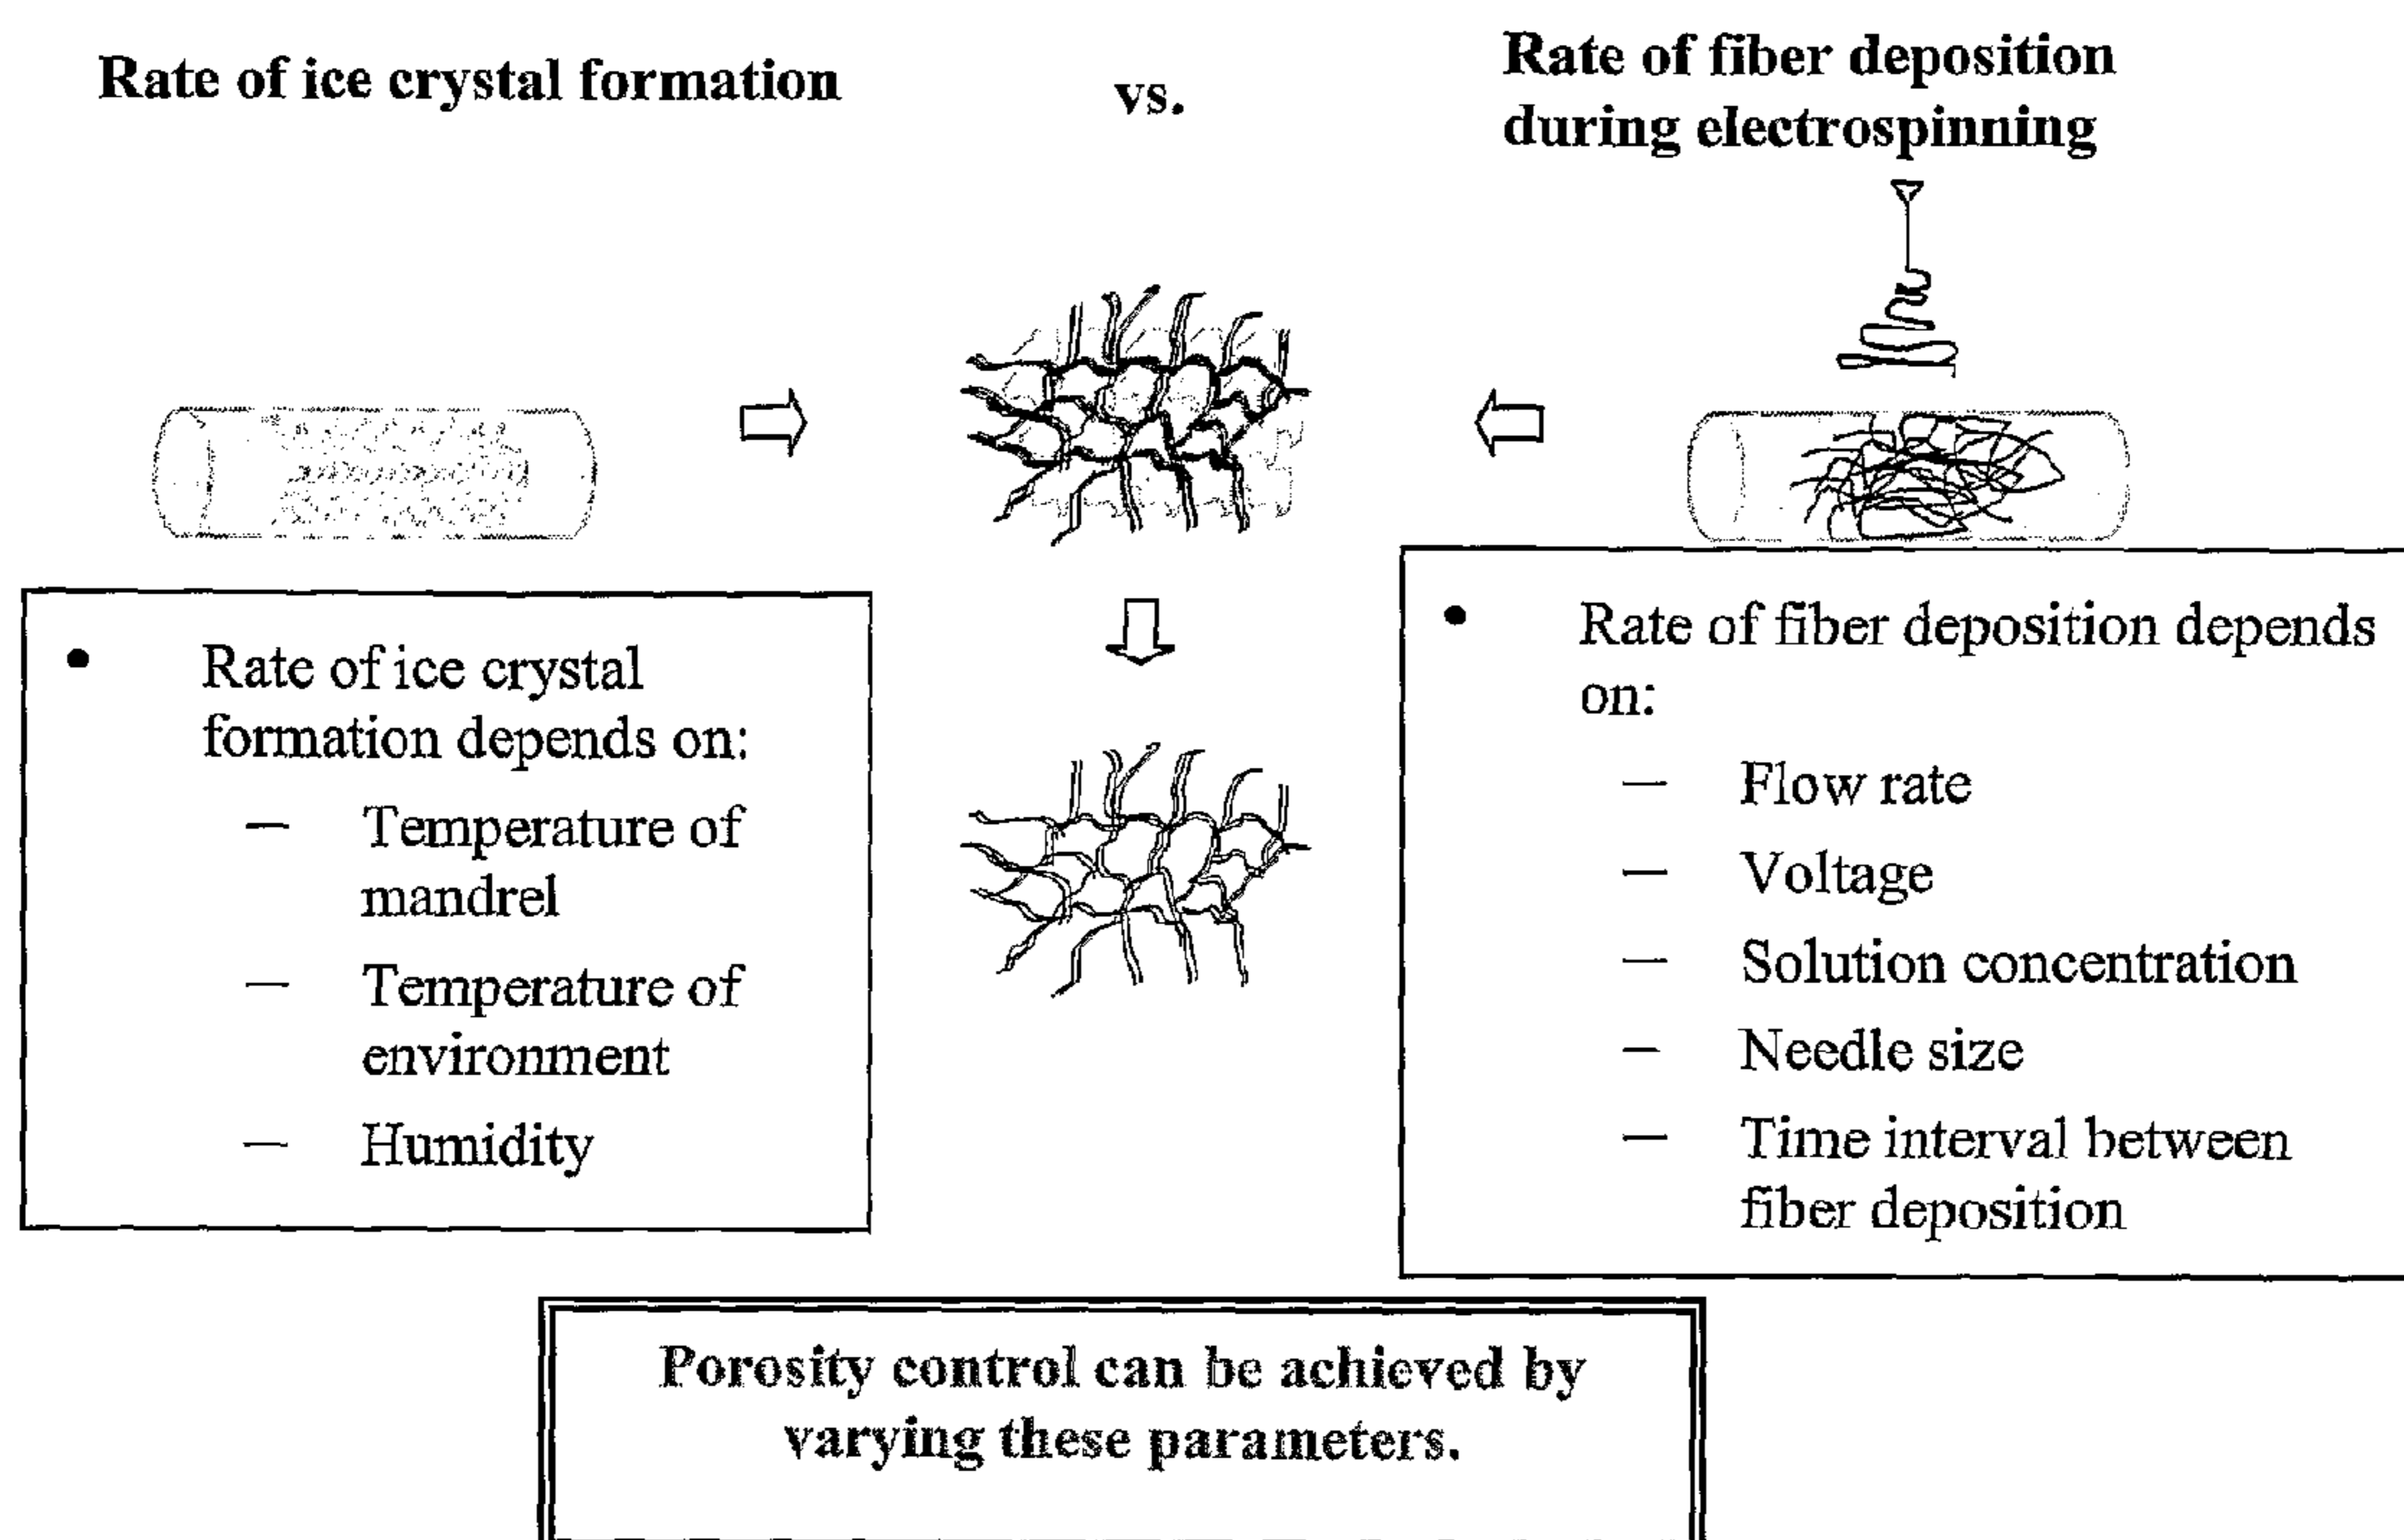 Rate of ice crystal formation
vs.
Rate of fiber deposition
during electrospinning
• Rate of ice crystal
formation depends on:
— Temperature of
mandrel
— Temperature of
environment
— Humidity
• Rate of fiber deposition depends
on:
— Flow rate
— Voltage
— Solution concentration
— Needle size
— Time interval between
fiber deposition
Porosity control can be achieved by
varying these parameters.